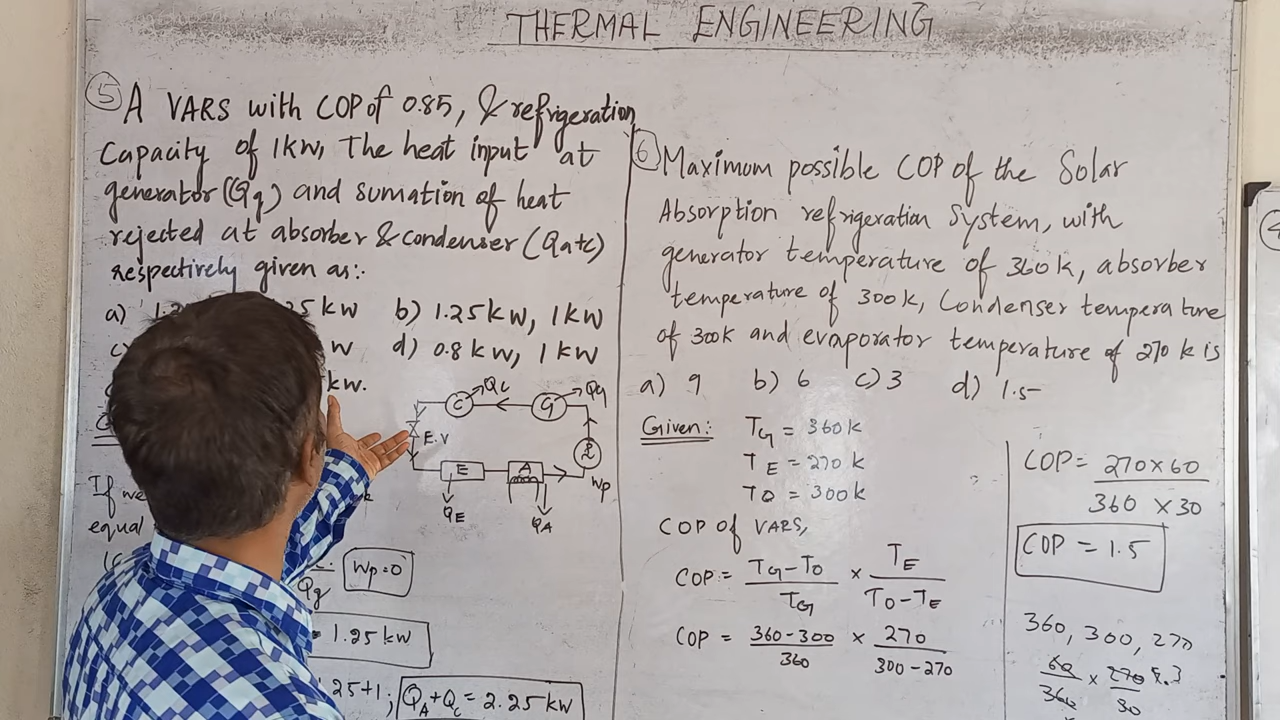 THERMAL ENGINEERING
⑤ A VARS with COP of 0.85, & refrigeration
Capacity of 1kW, The heat input at
generator (Qg) and sumation of heat
rejected at absorber & condenser (Qa+c)
respectively given as:-
a) 5 kW b) 1.25 kW, 1 kW
W d) 0.8 kW, 1 kW
kW.
C QC G Qg
E.V
E A WP
QE QA
If we
equal
Qg WP=0
= 1.25 kW
.25+1; QA+QC = 2.25 kW
⑥ Maximum possible COP of the Solar
Absorption refrigeration System, with
generator temperature of 360k, absorber
temperature of 300k, Condenser temperature
of 300k and evaporator temperature of 270 k is
a) 9 b) 6 c) 3 d) 1.5
Given: TG = 360k
TE = 270 k
TO = 300k
COP of VARS,
COP = TG-TO / TG × TE / TO-TE
COP = 360-300 / 360 × 270 / 300-270
COP = 270×60 / 360 ×30
COP = 1.5
360, 300, 270
60 / 360 × 270 / 30